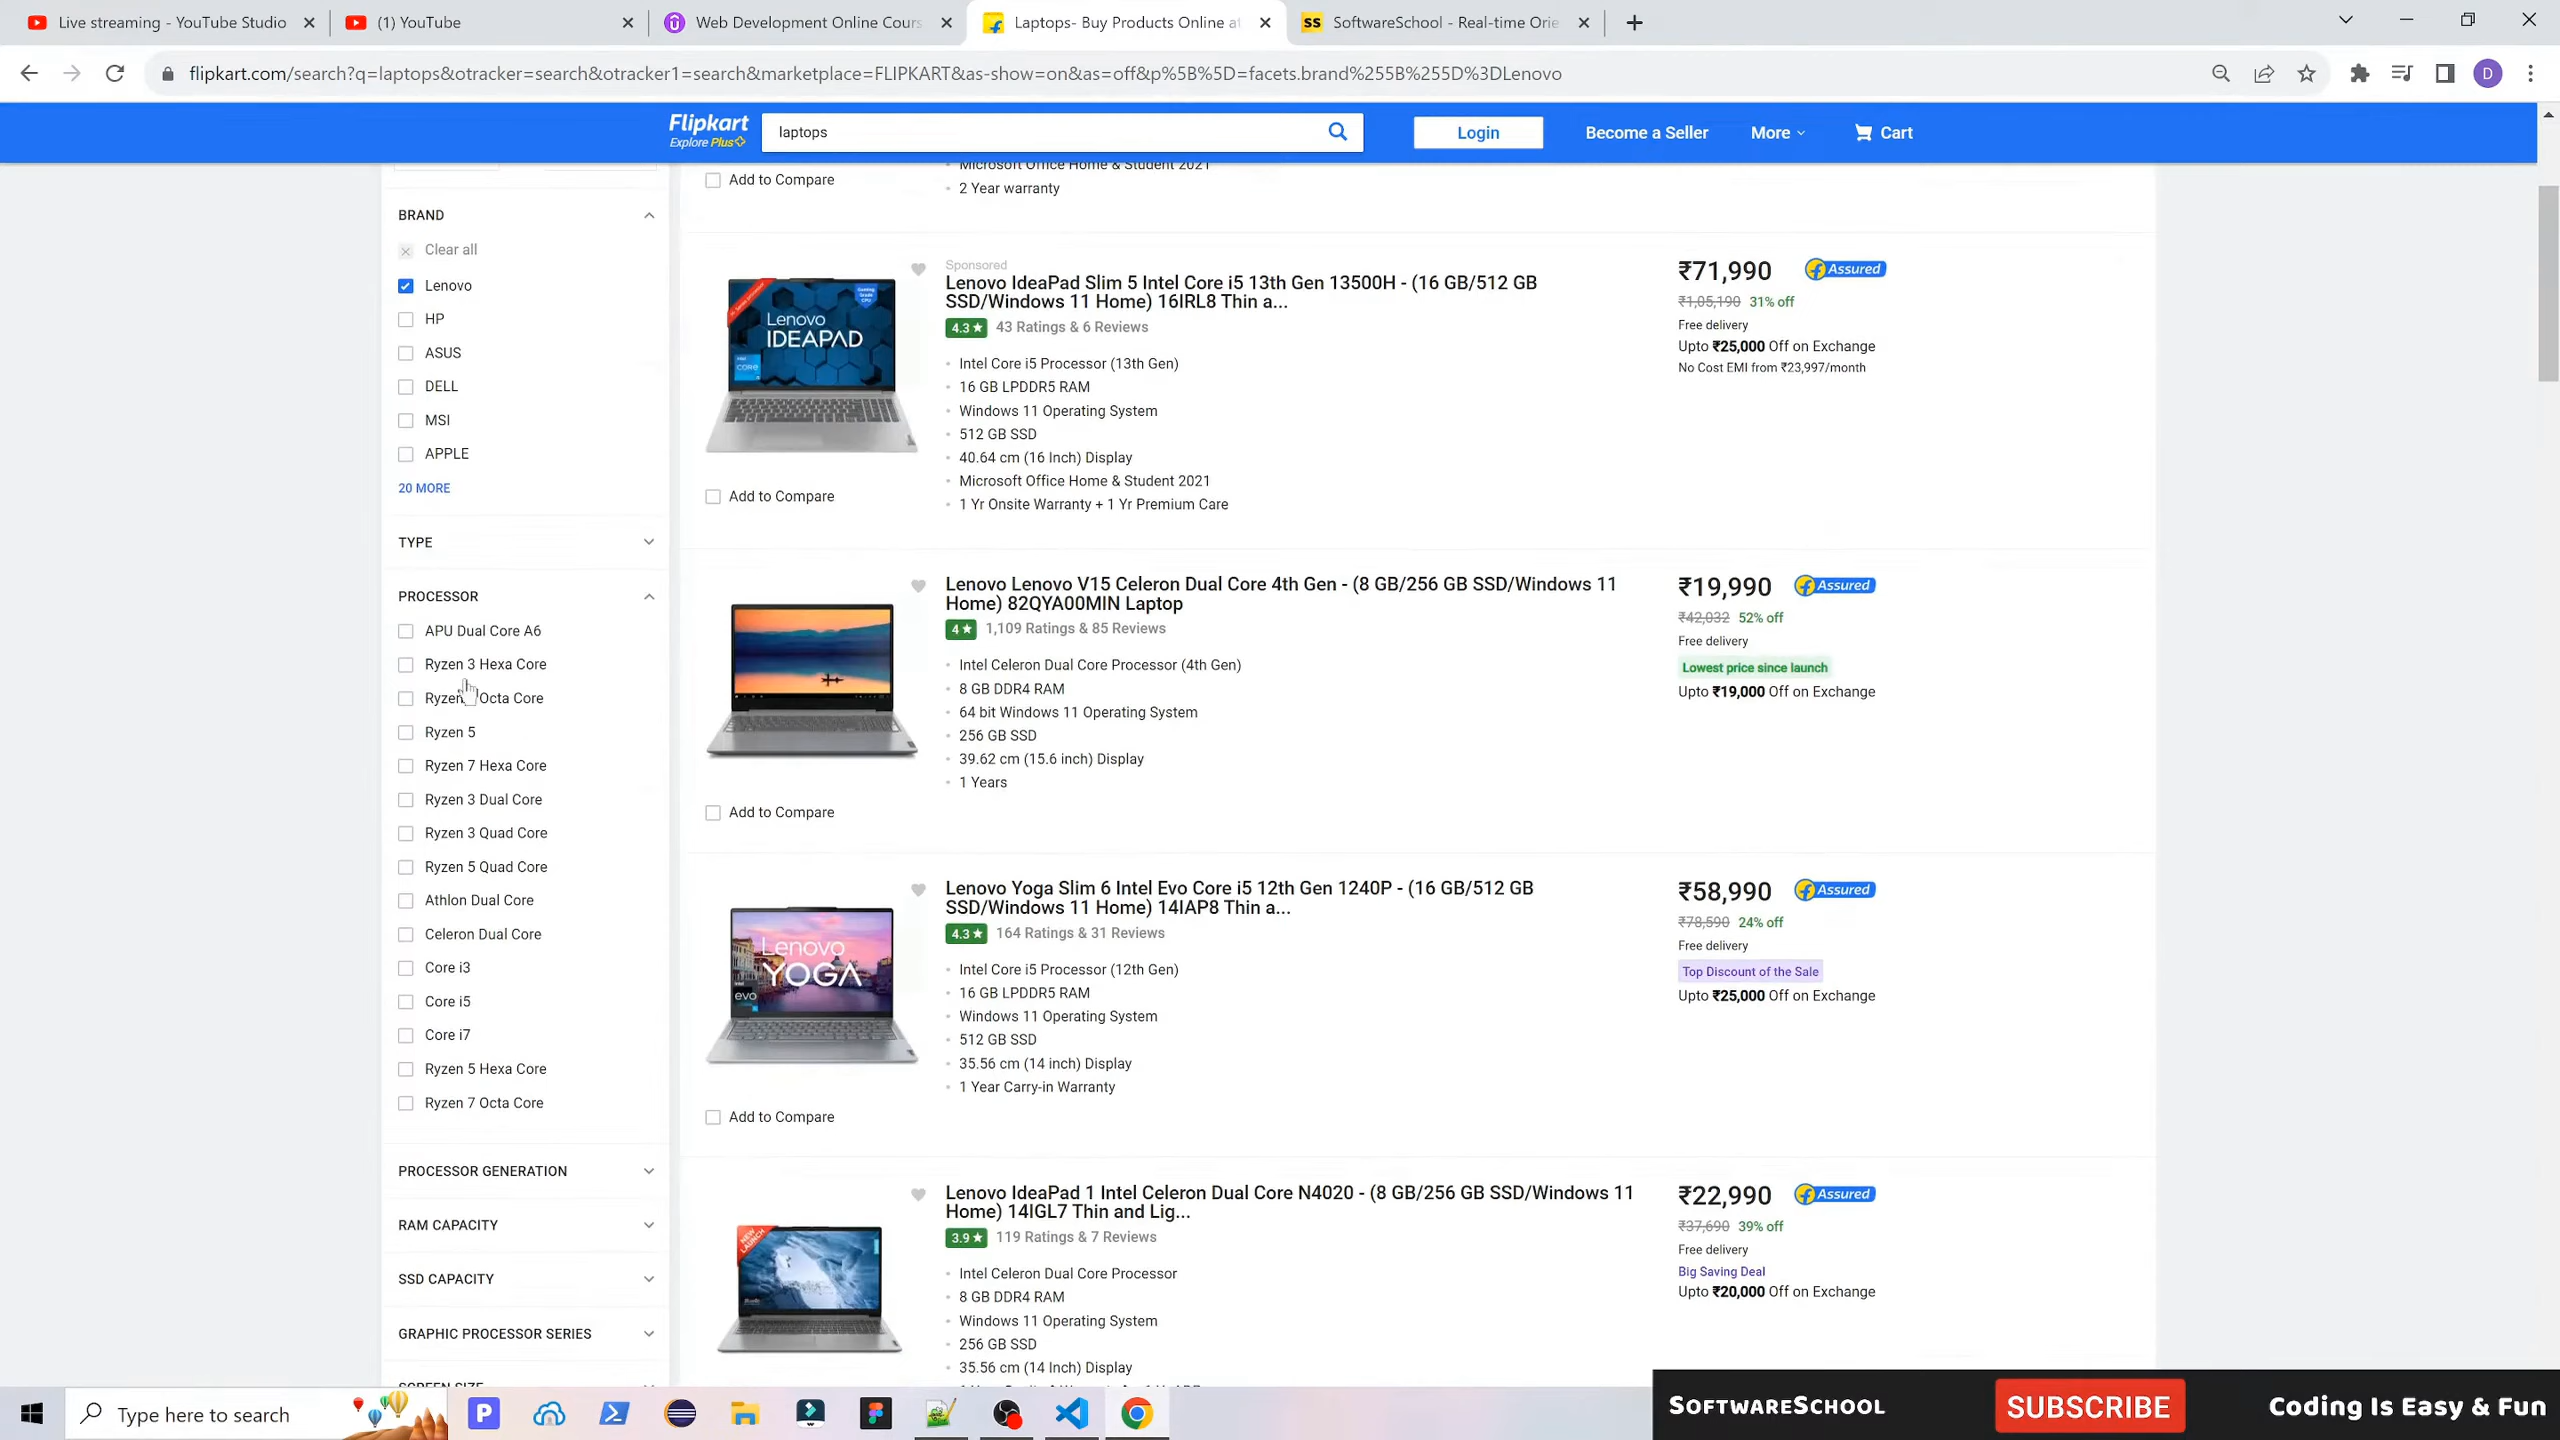 Live streaming - YouTube Studio
(1) YouTube
Web Development Online Cours
Laptops- Buy Products Online at
SS SoftwareSchool - Real-time Orie
flipkart.com/search?q=laptops&otracker=search&otracker1=search&marketplace=FLIPKART&as-show=on&as=off&p%5B%5D=facets.brand%255B%255D%3DLenovo
D
Flipkart
Explore Plus
laptops
Login
Become a Seller
More
Cart
BRAND
Clear all
Lenovo
HP
ASUS
DELL
MSI
APPLE
20 MORE
TYPE
PROCESSOR
APU Dual Core A6
Ryzen 3 Hexa Core
Ryzen Octa Core
Ryzen 5
Ryzen 7 Hexa Core
Ryzen 3 Dual Core
Ryzen 3 Quad Core
Ryzen 5 Quad Core
Athlon Dual Core
Celeron Dual Core
Core i3
Core i5
Core i7
Ryzen 5 Hexa Core
Ryzen 7 Octa Core
PROCESSOR GENERATION
RAM CAPACITY
SSD CAPACITY
GRAPHIC PROCESSOR SERIES
SCREEN SIZE
Microsoft Office Home & Student 2021
2 Year warranty
Add to Compare
Sponsored
Lenovo IdeaPad Slim 5 Intel Core i5 13th Gen 13500H - (16 GB/512 GB
SSD/Windows 11 Home) 16IRL8 Thin a...
4.3 43 Ratings & 6 Reviews
Intel Core i5 Processor (13th Gen)
16 GB LPDDR5 RAM
Windows 11 Operating System
512 GB SSD
40.64 cm (16 Inch) Display
Microsoft Office Home & Student 2021
1 Yr Onsite Warranty + 1 Yr Premium Care
Lenovo
IDEAPAD
Add to Compare
₹71,990 Assured
₹1,05,190 31% off
Free delivery
Upto ₹25,000 Off on Exchange
No Cost EMI from ₹23,997/month
Lenovo Lenovo V15 Celeron Dual Core 4th Gen - (8 GB/256 GB SSD/Windows 11
Home) 82QYA00MIN Laptop
4 1,109 Ratings & 85 Reviews
Intel Celeron Dual Core Processor (4th Gen)
8 GB DDR4 RAM
64 bit Windows 11 Operating System
256 GB SSD
39.62 cm (15.6 inch) Display
1 Years
Add to Compare
₹19,990 Assured
₹42,032 52% off
Free delivery
Lowest price since launch
Upto ₹19,000 Off on Exchange
Lenovo Yoga Slim 6 Intel Evo Core i5 12th Gen 1240P - (16 GB/512 GB
SSD/Windows 11 Home) 14IAP8 Thin a...
4.3 164 Ratings & 31 Reviews
Intel Core i5 Processor (12th Gen)
16 GB LPDDR5 RAM
Windows 11 Operating System
512 GB SSD
35.56 cm (14 inch) Display
1 Year Carry-in Warranty
Lenovo
YOGA
evo
Add to Compare
₹58,990 Assured
₹78,590 24% off
Free delivery
Top Discount of the Sale
Upto ₹25,000 Off on Exchange
Lenovo IdeaPad 1 Intel Celeron Dual Core N4020 - (8 GB/256 GB SSD/Windows 11
Home) 14IGL7 Thin and Lig...
3.9 119 Ratings & 7 Reviews
Intel Celeron Dual Core Processor
8 GB DDR4 RAM
Windows 11 Operating System
256 GB SSD
35.56 cm (14 Inch) Display
NEW LAUNCH
₹22,990 Assured
₹37,690 39% off
Free delivery
Big Saving Deal
Upto ₹20,000 Off on Exchange
Type here to search
SOFTWARESCHOOL
SUBSCRIBE
Coding Is Easy & Fun